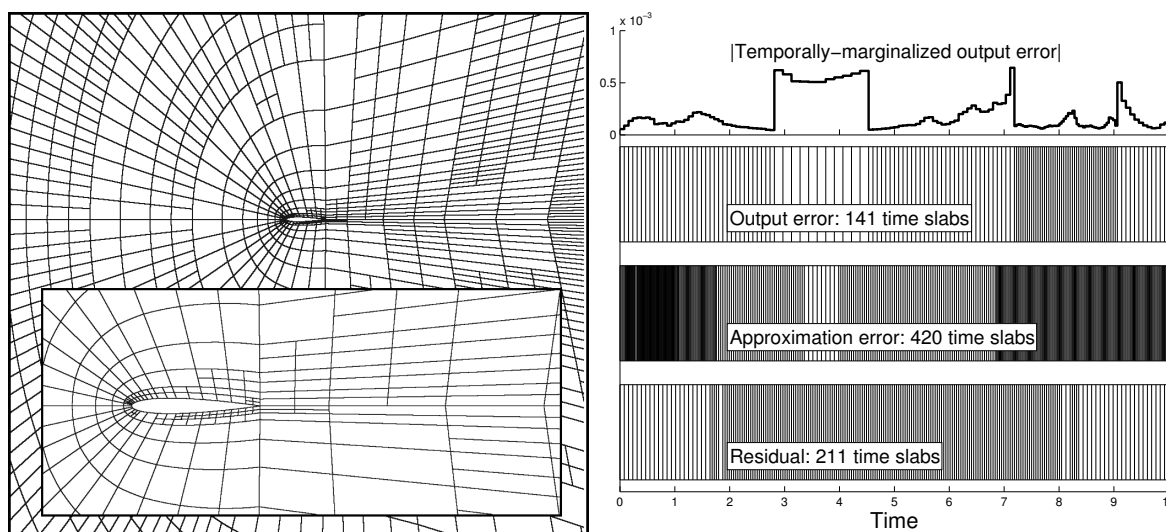 x 10⁻³
1
|Temporally−marginalized output error|
0.5
0
Output error: 141 time slabs
Approximation error: 420 time slabs
Residual: 211 time slabs
0 1 2 3 4 5 6 7 8 9
Time